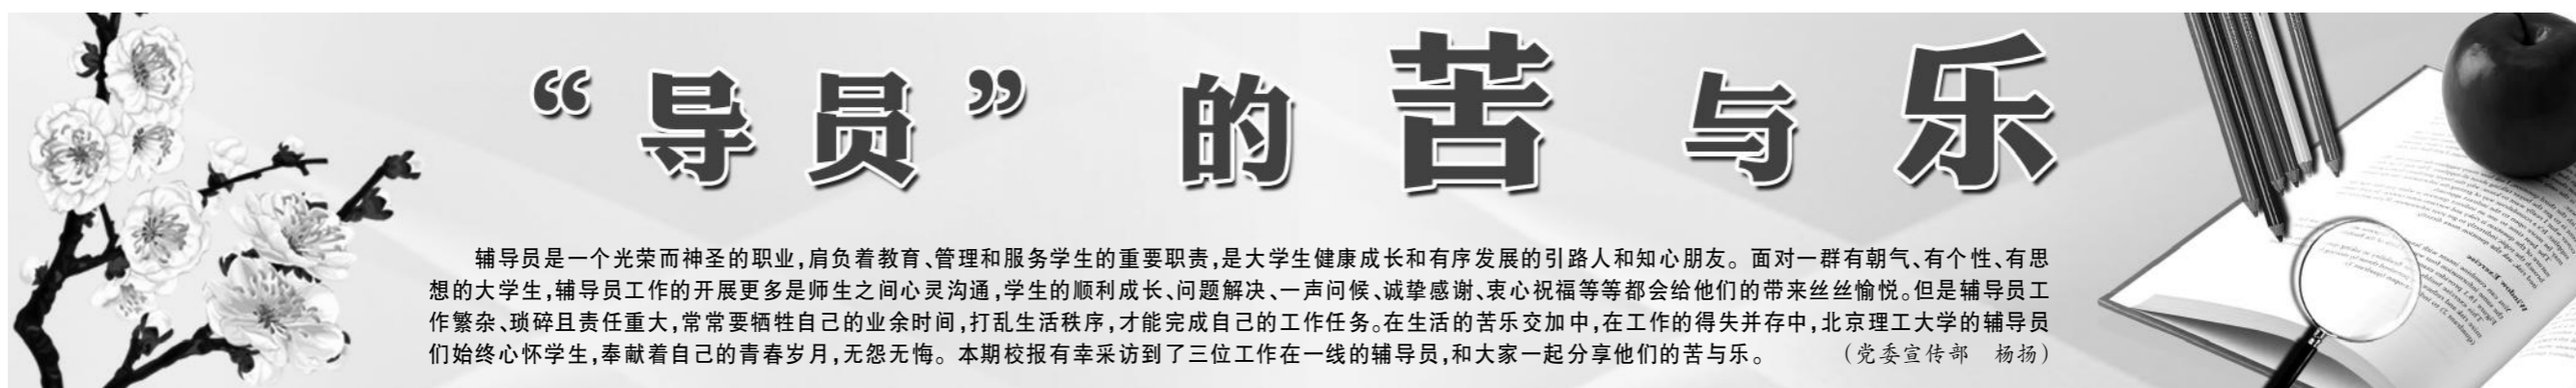 “导员”的苦与乐
辅导员是一个光荣而神圣的职业,肩负着教育、管理和服务学生的重要职责,是大学生健康成长和有序发展的引路人和知心朋友。面对一群有朝气、有个性、有思
想的大学生,辅导员工作的开展更多是师生之间心灵沟通,学生的顺利成长、问题解决、一声问候、诚挚感谢、衷心祝福等等都会给他们的带来丝丝愉悦。但是辅导员工
作繁杂、琐碎且责任重大,常常要牺牲自己的业余时间,打乱生活秩序,才能完成自己的工作任务。在生活的苦乐交加中,在工作的得失并存中,北京理工大学的辅导员
们始终心怀学生,奉献着自己的青春岁月,无怨无悔。本期校报有幸采访到了三位工作在一线的辅导员,和大家一起分享他们的苦与乐。 （党委宣传部 杨扬）